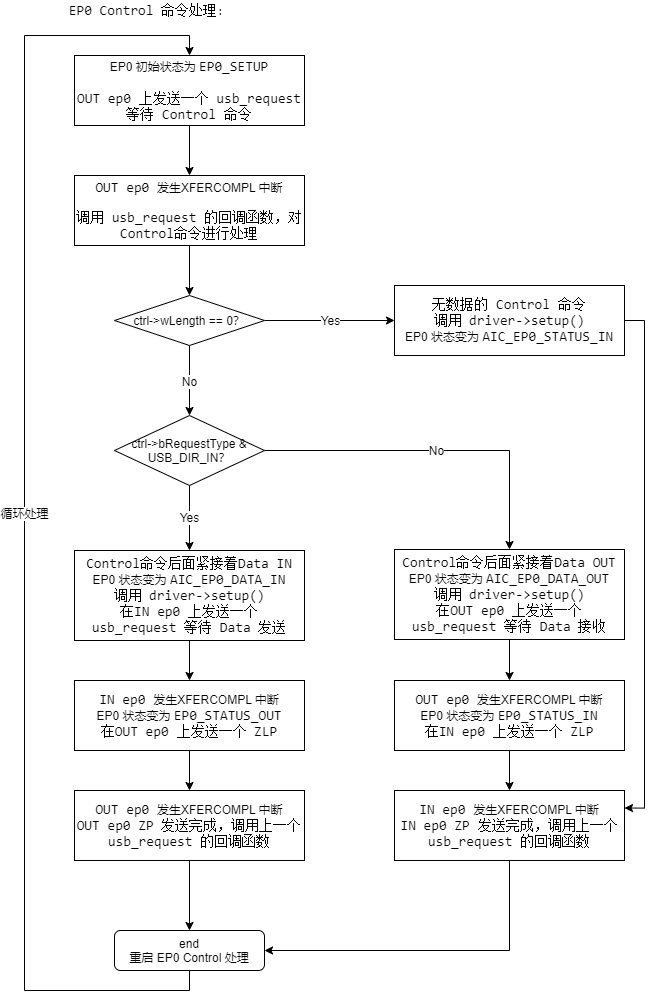 EP0 Control 命令处理:
EP0 初始状态为 EP0_SETUP
OUT ep0 上发送一个 usb_request
等待 Control 命令
OUT ep0 发生XFERCOMPL 中断
调用 usb_request 的回调函数, 对
Control命令进行处理
ctrl->wLength == 0?
Yes
无数据的 Control 命令
调用 driver->setup()
EP0 状态变为 AIC_EP0_STATUS_IN
No
ctrl->bRequestType &
USB_DIR_IN?
No
循环处理
Yes
Control命令后面紧接着Data IN
EP0 状态变为 AIC_EP0_DATA_IN
调用 driver->setup()
在IN ep0 上发送一个
usb_request 等待 Data 发送
Control命令后面紧接着Data OUT
EP0 状态变为 AIC_EP0_DATA_OUT
调用 driver->setup()
在OUT ep0 上发送一个
usb_request 等待 Data 接收
IN ep0 发生XFERCOMPL 中断
EP0 状态变为 EP0_STATUS_OUT
在OUT ep0 上发送一个 ZLP
OUT ep0 发生XFERCOMPL 中断
EP0 状态变为 EP0_STATUS_IN
在IN ep0 上发送一个 ZLP
OUT ep0 发生XFERCOMPL 中断
OUT ep0 ZP 发送完成, 调用上一个
usb_request 的回调函数
IN ep0 发生XFERCOMPL 中断
IN ep0 ZP 发送完成, 调用上一个
usb_request 的回调函数
end
重启 EP0 Control 处理